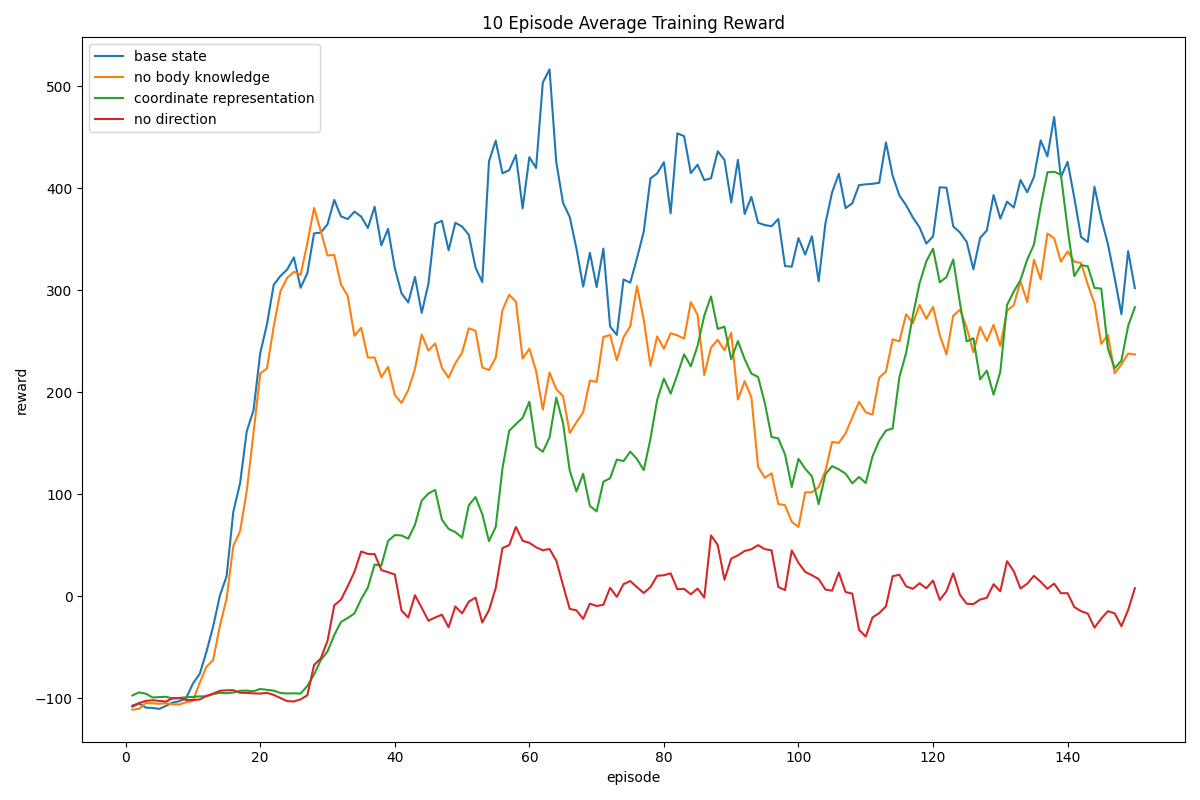 10 Episode Average Training Reward
base state
no body knowledge
coordinate representation
no direction
500
400
300
200
100
0
−100
reward
0 20 40 60 80 100 120 140
episode